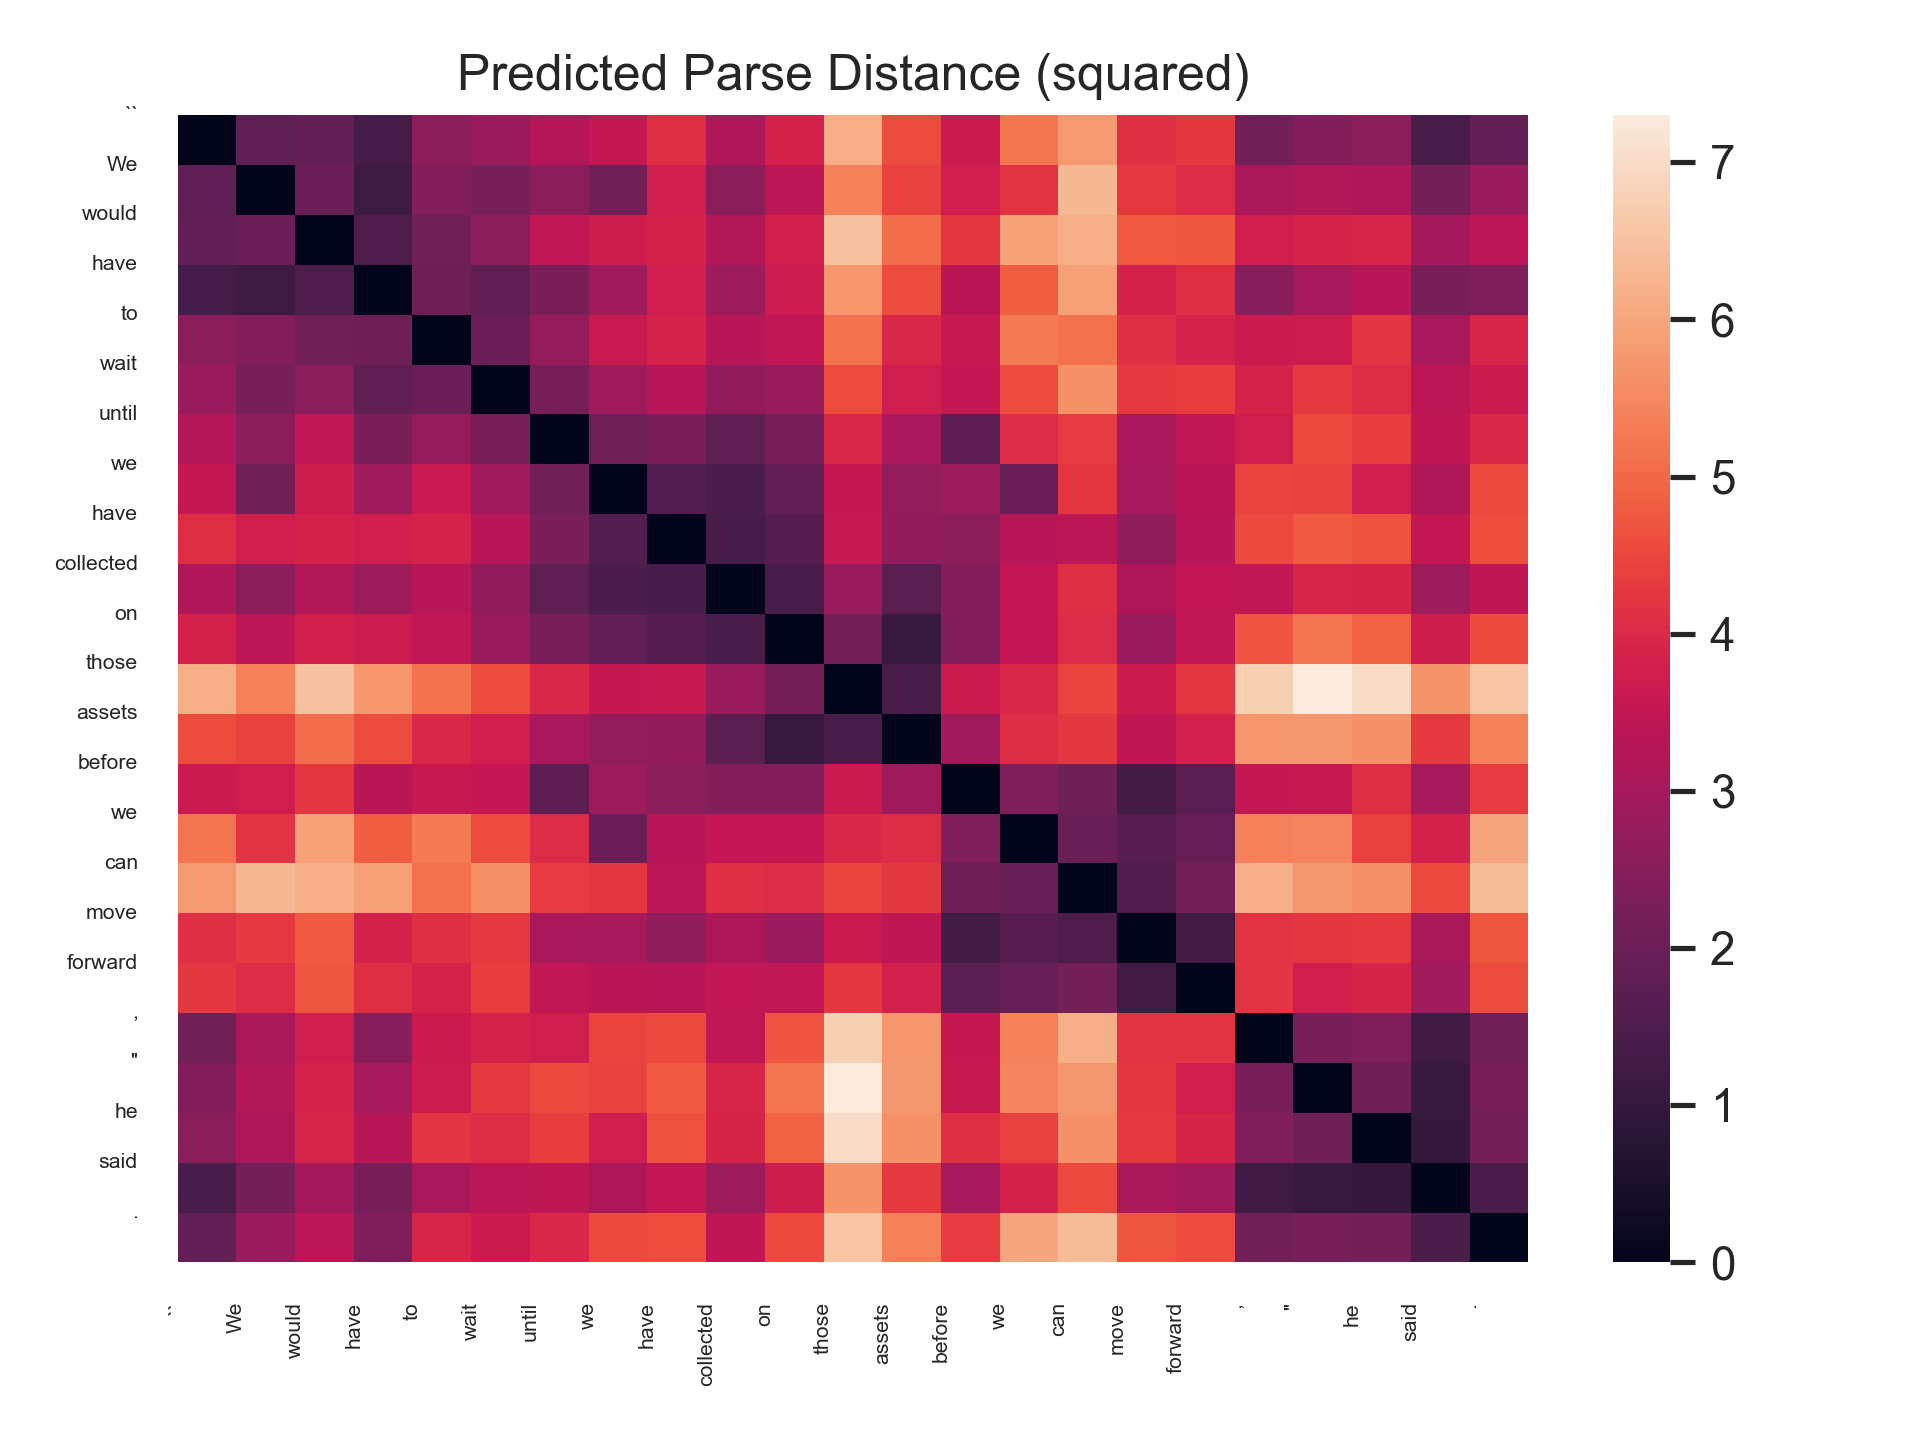 Predicted Parse Distance (squared)
``
We
would
have
to
wait
until
we
have
collected
on
those
assets
before
we
can
move
forward
,
"
he
said
.
7
6
5
4
3
2
1
0
``
We
would
have
to
wait
until
we
have
collected
on
those
assets
before
we
can
move
forward
,
"
he
said
.